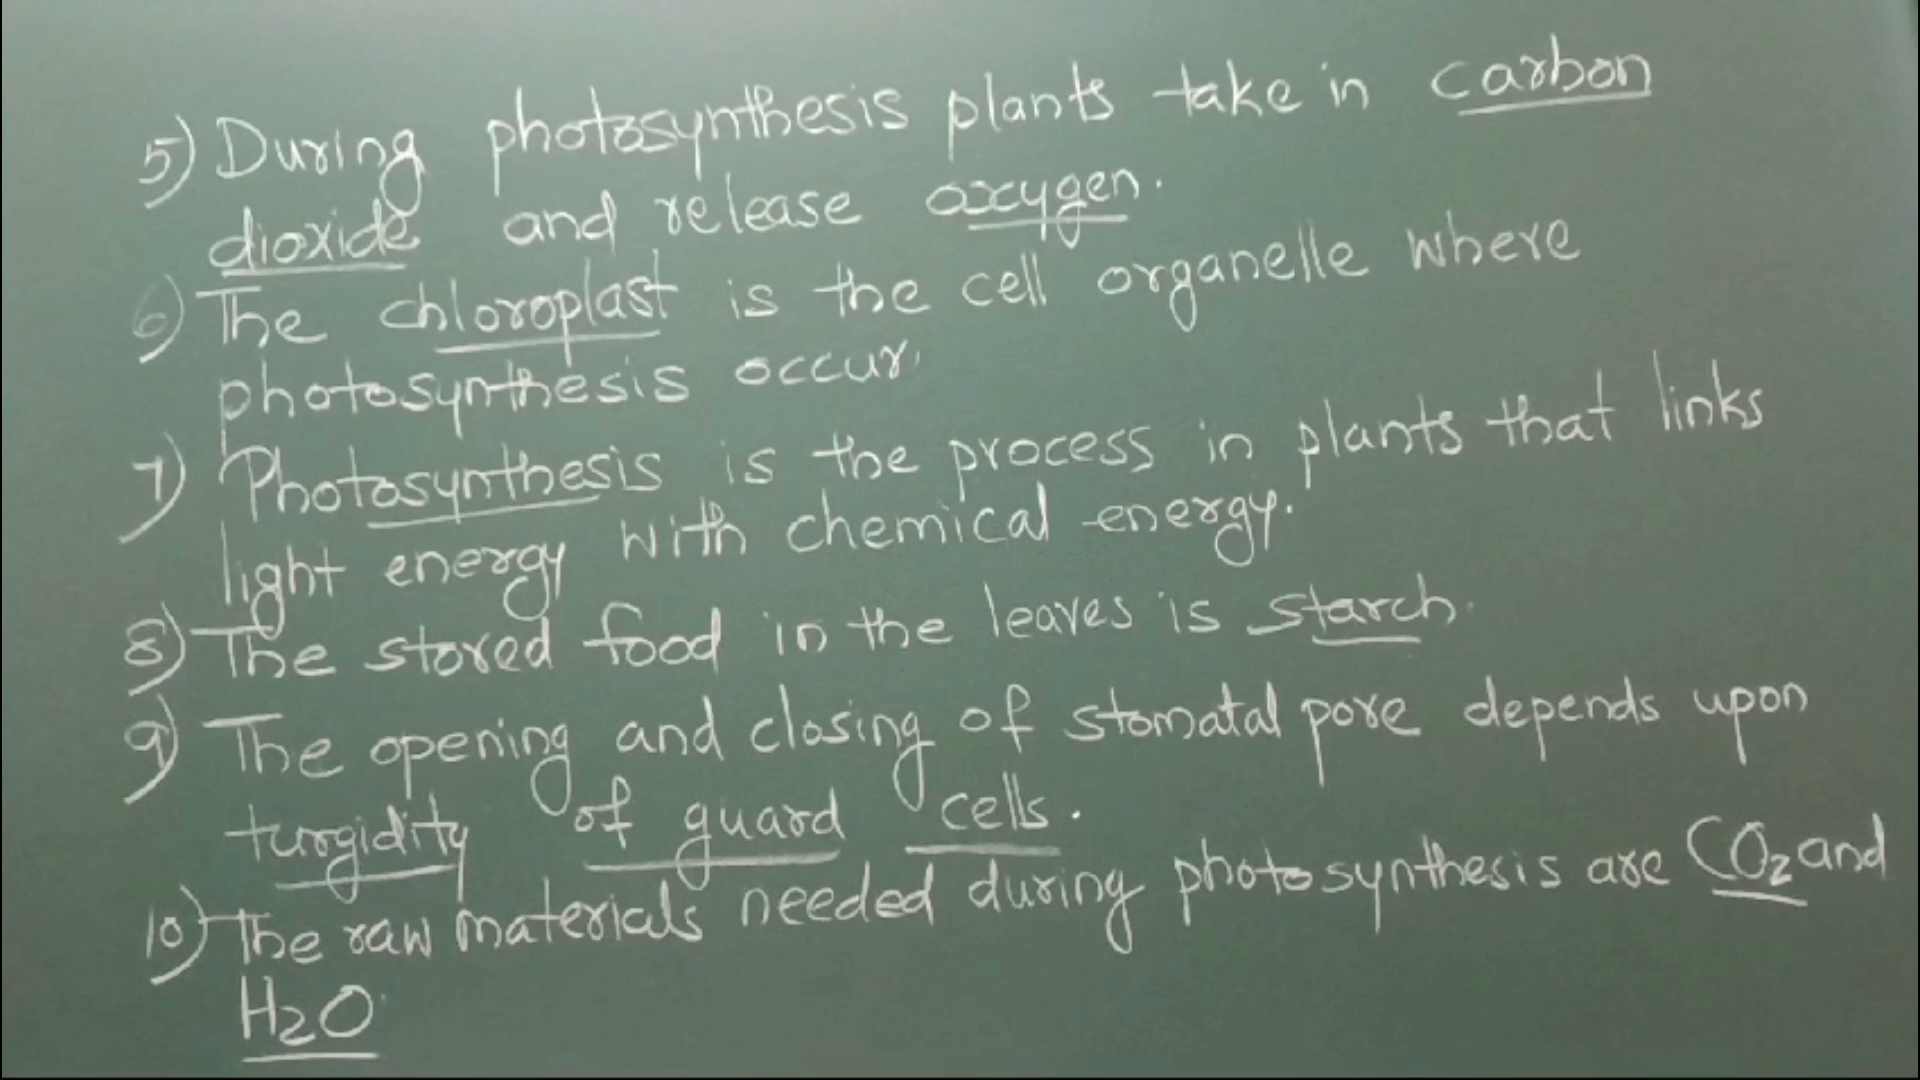 5) During photosynthesis plants take in carbon
dioxide and release oxygen.
6) The chloroplast is the cell organelle where
photosynthesis occur.
7) Photosynthesis is the process in plants that links
light energy with chemical energy.
8) The stored food in the leaves is starch.
9) The opening and closing of stomatal pore depends upon
turgidity of guard cells.
10) The raw materials needed during photosynthesis are CO₂ and
H₂O